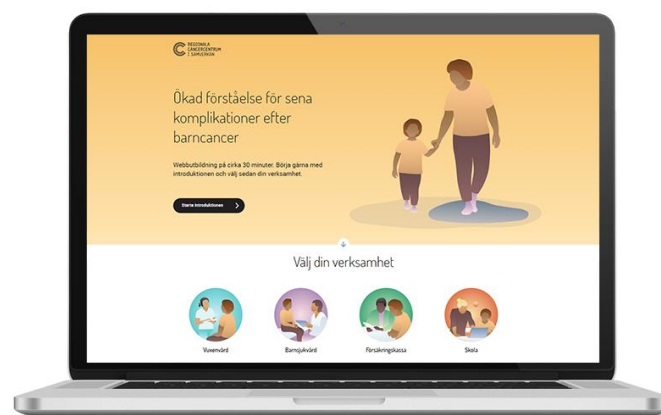 REGIONALA
CANCERCENTRUM
I SAMVERKAN
Ökad förståelse för sena
komplikationer efter
barncancer
Webbutbildning på cirka 30 minuter. Börja gärna med
introduktionen och välj sedan din verksamhet.
Starta introduktionen
Välj din verksamhet
Vuxenvård
Barnsjukvård
Försäkringskassa
Skola